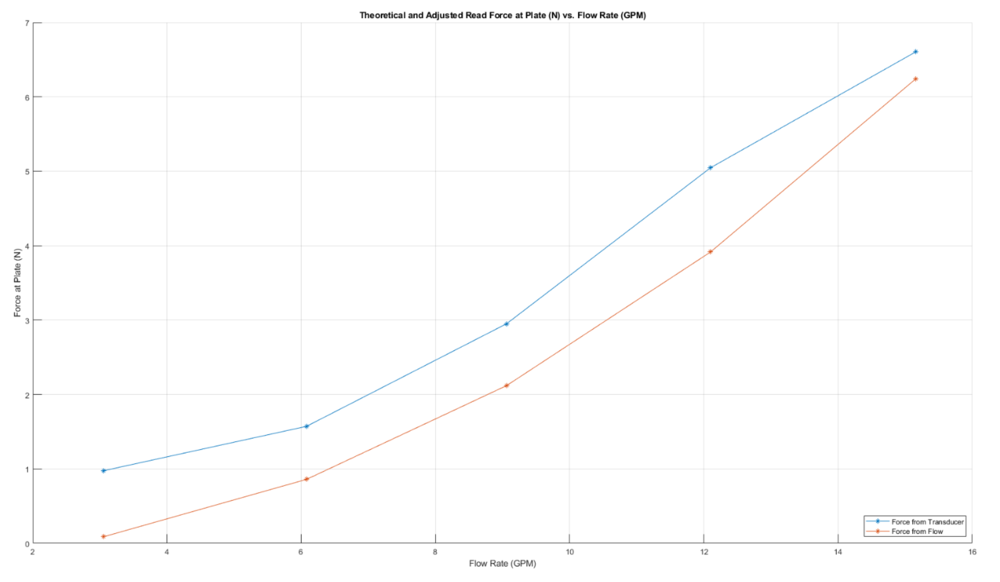 Theoretical and Adjusted Read Force at Plate (N) vs. Flow Rate (GPM)
7
6
5
4
3
2
1
0
Force at Plate (N)
2 4 6 8 10 12 14 16
Flow Rate (GPM)
Force from Transducer
Force from Flow